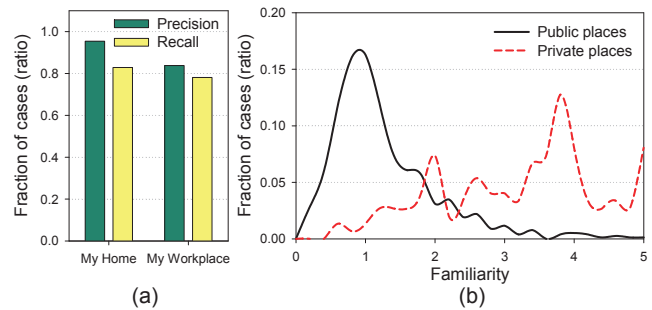 Fraction of cases (ratio)
1.0
0.8
0.6
0.4
0.2
0.0
Precision
Recall
My Home My Workplace
(a)
Fraction of cases (ratio)
0.20
0.15
0.10
0.05
0.00
Public places
Private places
0 1 2 3 4 5
Familiarity
(b)